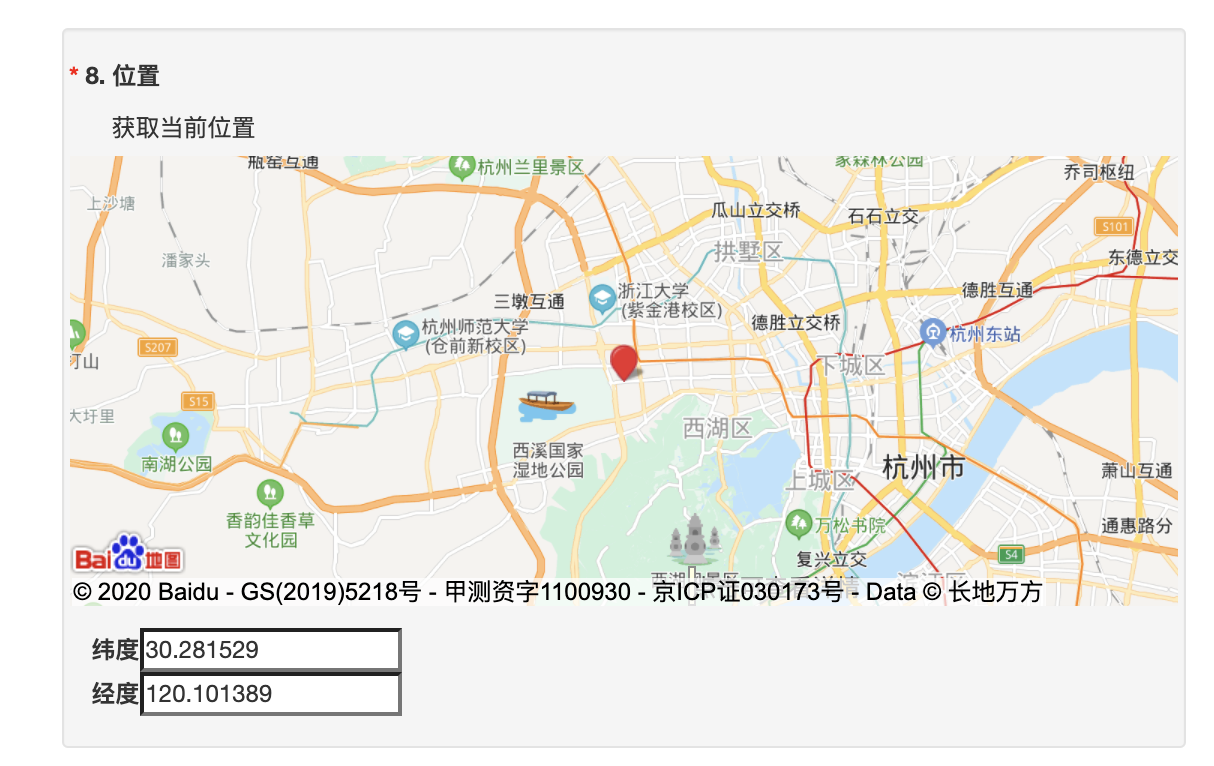 * 8. 位置
获取当前位置
瓶窑互通
杭州兰里景区
家森林公园
乔司枢纽
上沙塘
瓜山立交桥
石石立交
S101
潘家头
拱墅区
东德立交
三墩互通
浙江大学
(紫金港校区)
德胜互通
杭州师范大学
(仓前新校区)
德胜立交桥
杭州东站
S207
下城区
大圩里
S15
西湖区
南湖公园
西溪国家
湿地公园
上城区
杭州市
萧山互通
香韵佳香草
文化园
万松书院
通惠路分
复兴立交
S4
Bai du 地图
© 2020 Baidu - GS(2019)5218号 - 甲测资字1100930 - 京ICP证030173号 - Data © 长地万方
纬度 30.281529
经度 120.101389